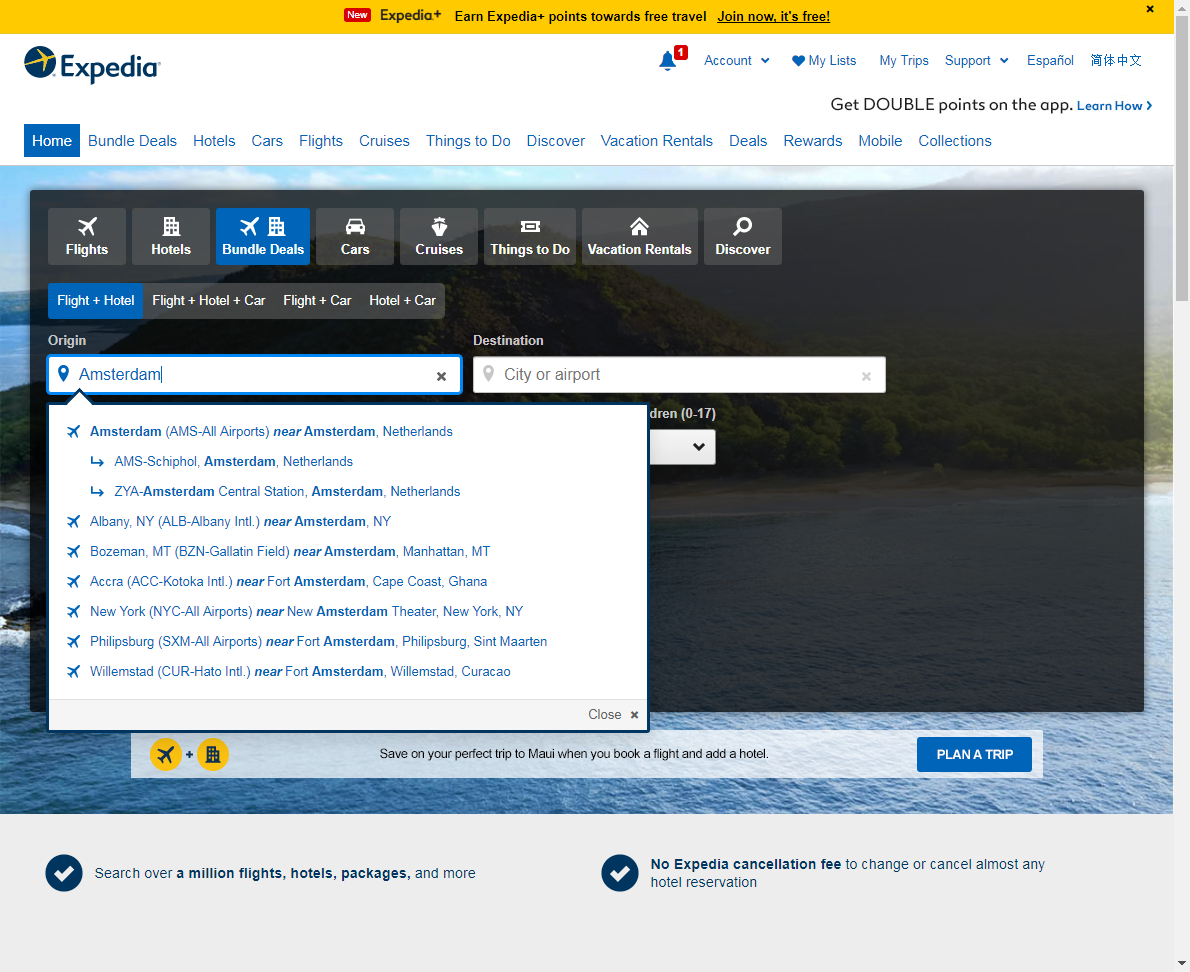 New Expedia+ Earn Expedia+ points towards free travel Join now, it's free!
Expedia
1 Account My Lists My Trips Support Español 简体中文
Get DOUBLE points on the app. Learn How
Home Bundle Deals Hotels Cars Flights Cruises Things to Do Discover Vacation Rentals Deals Rewards Mobile Collections
Flights Hotels Bundle Deals Cars Cruises Things to Do Vacation Rentals Discover
Flight + Hotel Flight + Hotel + Car Flight + Car Hotel + Car
Origin Destination
Amsterdam City or airport
dren (0-17)
Amsterdam (AMS-All Airports) near Amsterdam, Netherlands
AMS-Schiphol, Amsterdam, Netherlands
ZYA-Amsterdam Central Station, Amsterdam, Netherlands
Albany, NY (ALB-Albany Intl.) near Amsterdam, NY
Bozeman, MT (BZN-Gallatin Field) near Amsterdam, Manhattan, MT
Accra (ACC-Kotoka Intl.) near Fort Amsterdam, Cape Coast, Ghana
New York (NYC-All Airports) near New Amsterdam Theater, New York, NY
Philipsburg (SXM-All Airports) near Fort Amsterdam, Philipsburg, Sint Maarten
Willemstad (CUR-Hato Intl.) near Fort Amsterdam, Willemstad, Curacao
Close
+ Save on your perfect trip to Maui when you book a flight and add a hotel. PLAN A TRIP
Search over a million flights, hotels, packages, and more
No Expedia cancellation fee to change or cancel almost any
hotel reservation